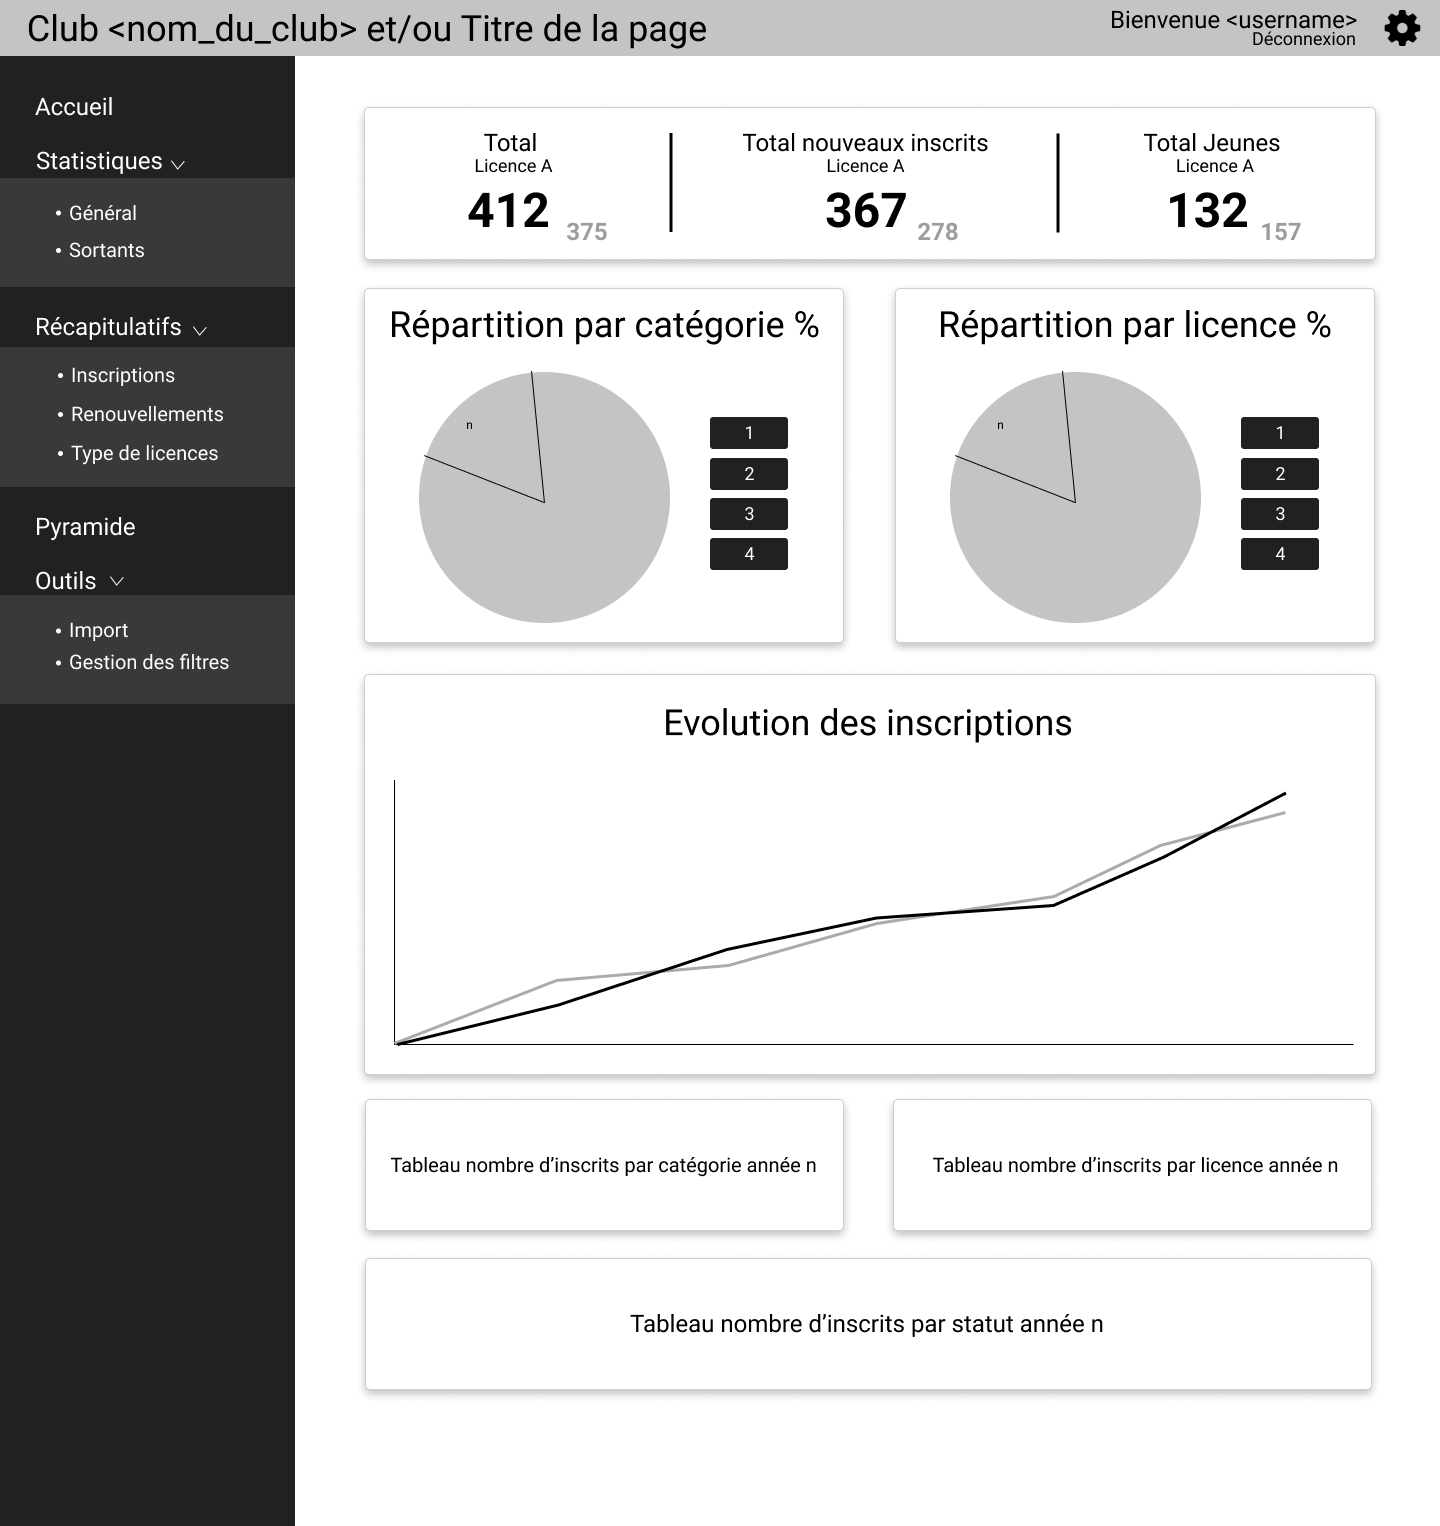 Club <nom_du_club> et/ou Titre de la page
Bienvenue <username>
Déconnexion
Accueil
Statistiques
• Général
• Sortants
Récapitulatifs
• Inscriptions
• Renouvellements
• Type de licences
Pyramide
Outils
• Import
• Gestion des filtres
Total
Licence A
412 375
Total nouveaux inscrits
Licence A
367 278
Total Jeunes
Licence A
132 157
Répartition par catégorie %
n
1
2
3
4
Répartition par licence %
n
1
2
3
4
Evolution des inscriptions
Tableau nombre d’inscrits par catégorie année n
Tableau nombre d’inscrits par licence année n
Tableau nombre d’inscrits par statut année n